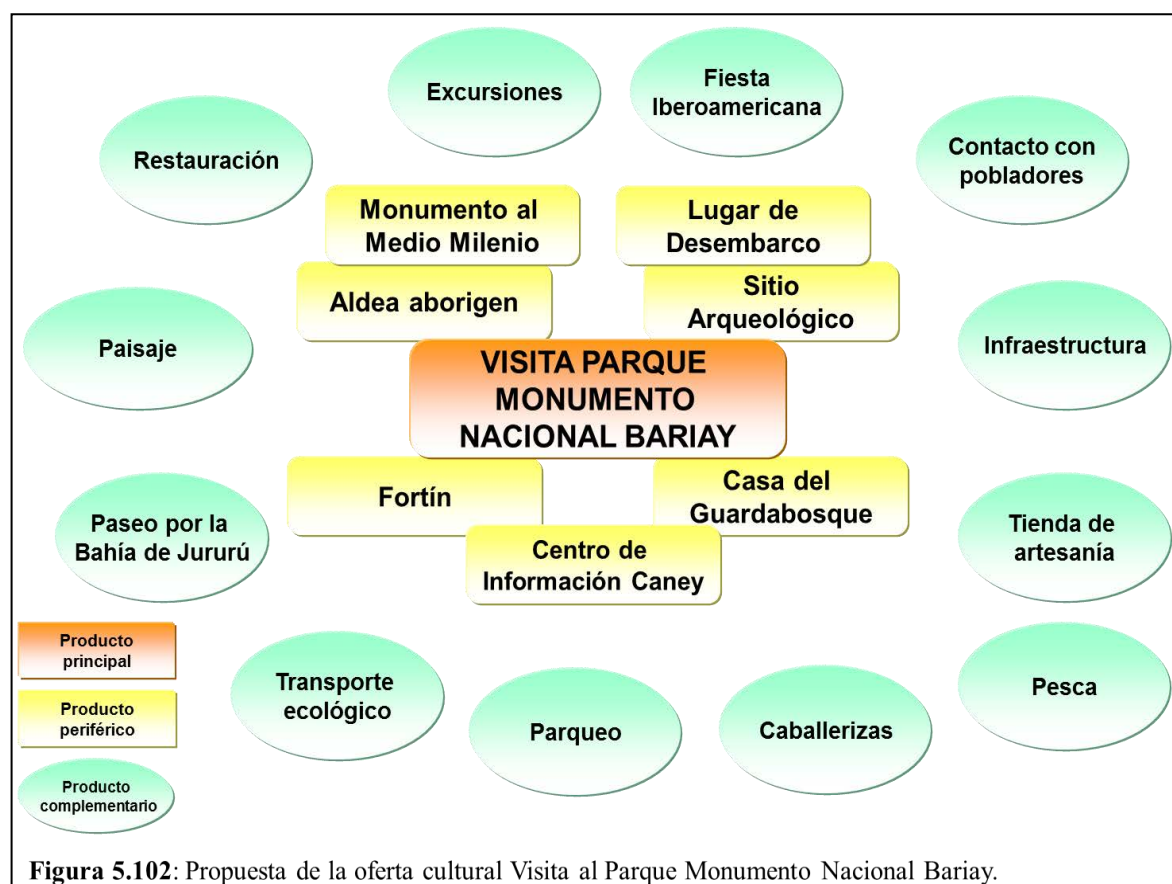 Excursiones
Fiesta
Iberoamericana
Restauración
Contacto con
pobladores
Monumento al
Medio Milenio
Lugar de
Desembarco
Aldea aborigen
Sitio
Arqueológico
Paisaje
Infraestructura
VISITA PARQUE
MONUMENTO
NACIONAL BARIAY
Fortín
Casa del
Guardabosque
Paseo por la
Bahía de Jururú
Tienda de
artesanía
Centro de
Información Caney
Producto
principal
Transporte
ecológico
Pesca
Producto
periférico
Parqueo
Caballerizas
Producto
complementario
Figura 5.102: Propuesta de la oferta cultural Visita al Parque Monumento Nacional Bariay.